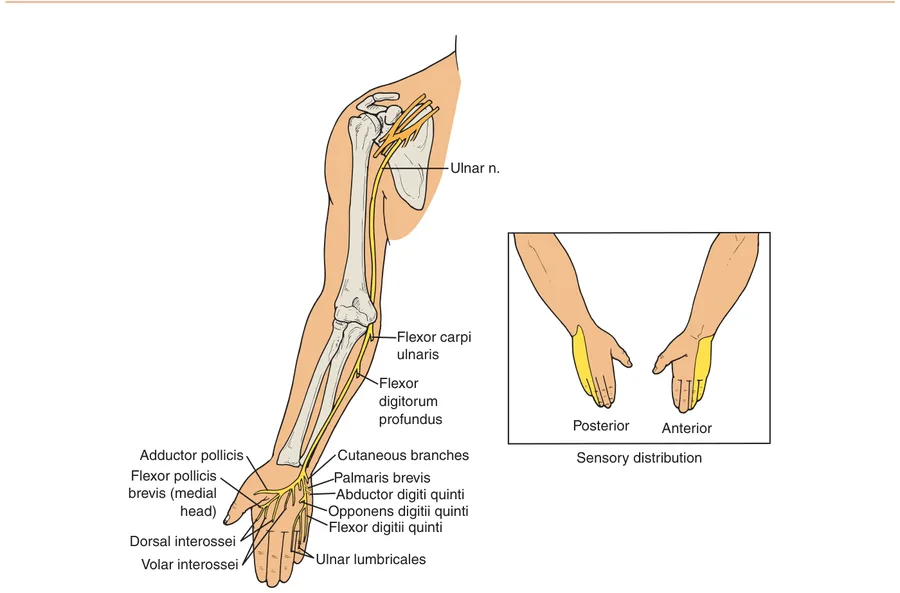 Ulnar n.
Flexor carpi
ulnaris
Flexor
digitorum
profundus
Adductor pollicis
Flexor pollicis
brevis (medial
head)
Dorsal interossei
Volar interossei
Cutaneous branches
Palmaris brevis
Abductor digiti quinti
Opponens digitii quinti
Flexor digitii quinti
Ulnar lumbricales
Posterior
Anterior
Sensory distribution